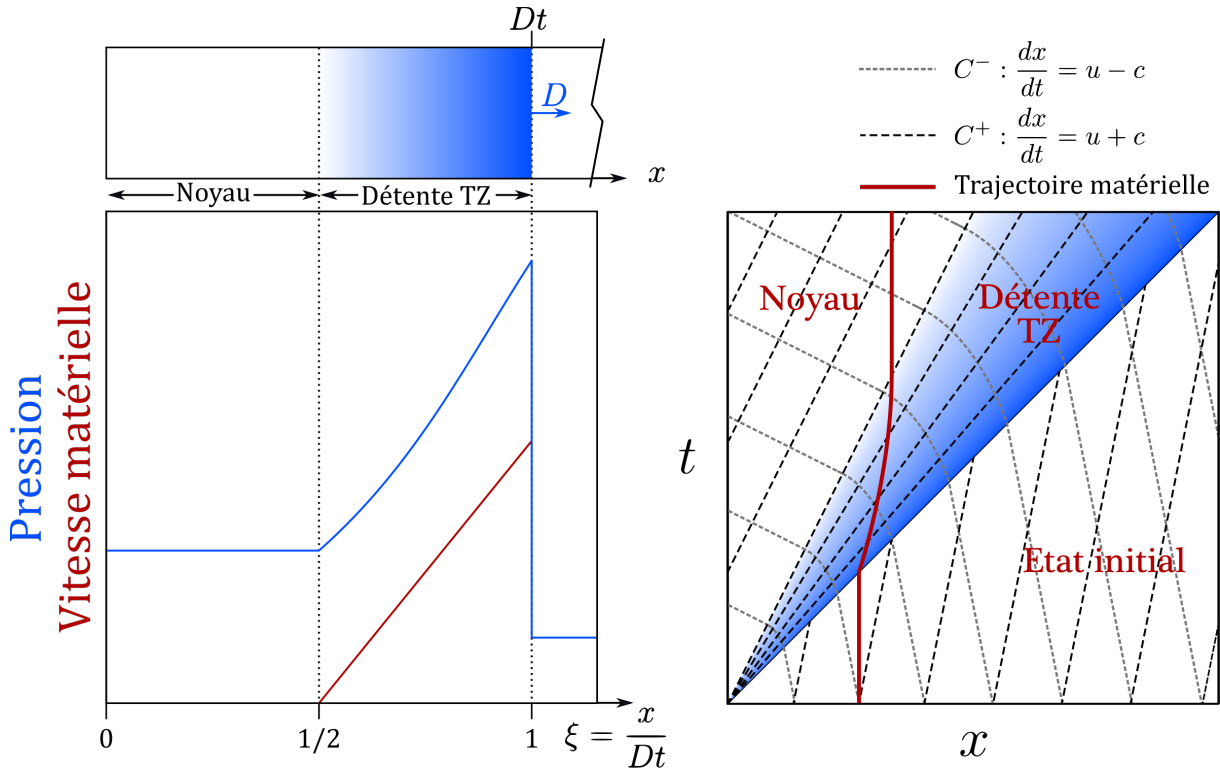 Dt
D
x
Noyau
Détente TZ
Pression
Vitesse matérielle
0
1/2
1
ξ = x/Dt
C⁻ : dx/dt = u − c
C⁺ : dx/dt = u + c
Trajectoire matérielle
Noyau
Détente
TZ
t
Etat initial
x